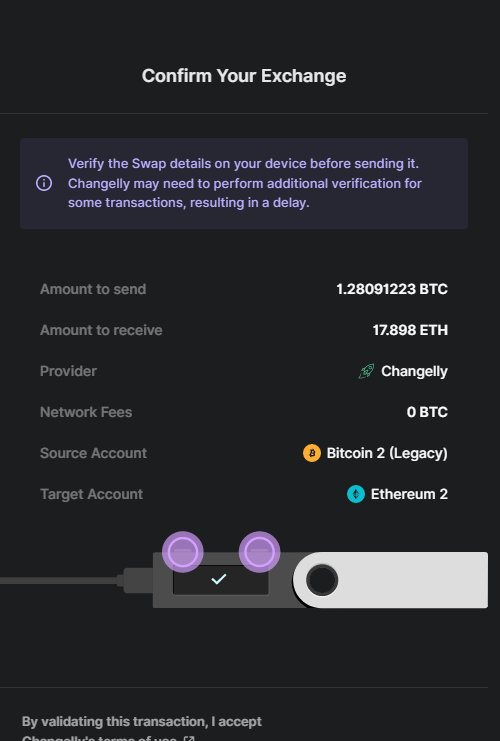 Confirm Your Exchange
Verify the Swap details on your device before sending it.
Changelly may need to perform additional verification for
some transactions, resulting in a delay.
Amount to send 1.28091223 BTC
Amount to receive 17.898 ETH
Provider Changelly
Network Fees 0 BTC
Source Account Bitcoin 2 (Legacy)
Target Account Ethereum 2
By validating this transaction, I accept
Changelly's terms of use